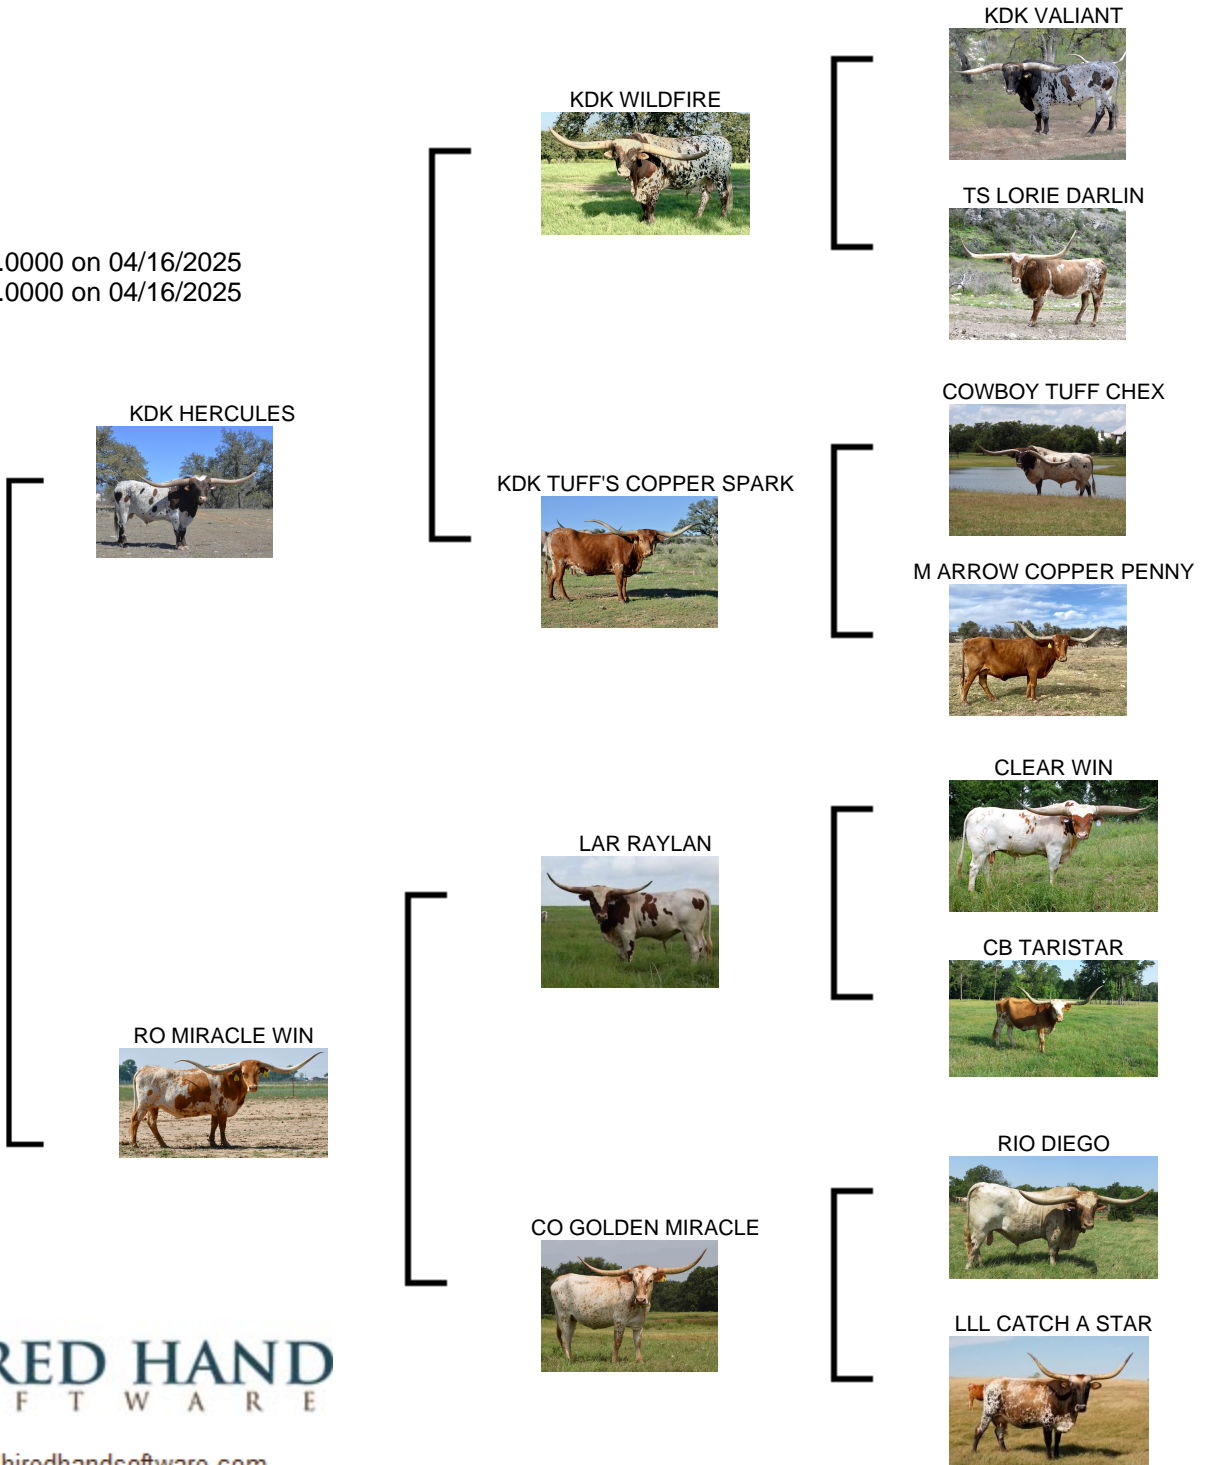 KDK VALIANT
KDK WILDFIRE
TS LORIE DARLIN
.0000 on 04/16/2025
.0000 on 04/16/2025
COWBOY TUFF CHEX
KDK HERCULES
KDK TUFF'S COPPER SPARK
M ARROW COPPER PENNY
CLEAR WIN
LAR RAYLAN
CB TARISTAR
RO MIRACLE WIN
RIO DIEGO
CO GOLDEN MIRACLE
LLL CATCH A STAR
RED HAND
F T W A R E
hiredhandsoftware.com